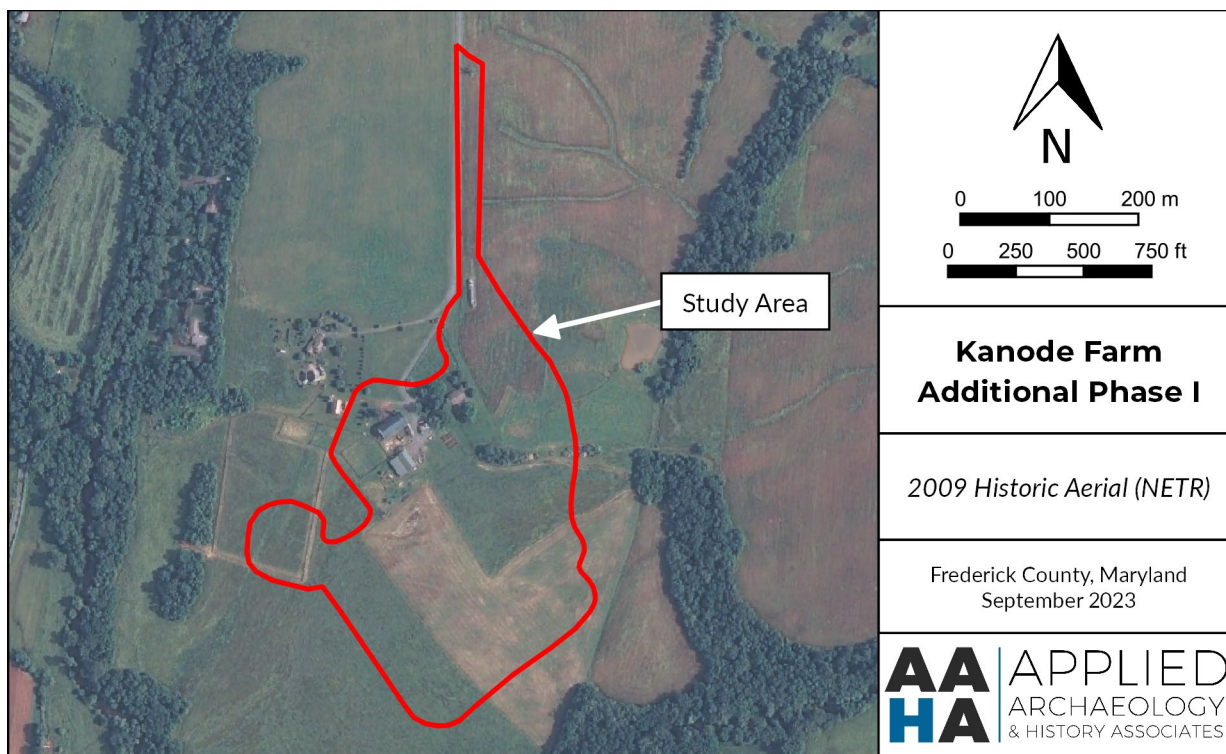 Study Area
N
0 100 200 m
0 250 500 750 ft
Kanode Farm
Additional Phase I
2009 Historic Aerial (NETR)
Frederick County, Maryland
September 2023
AA
HA
APPLIED
ARCHAEOLOGY
& HISTORY ASSOCIATES